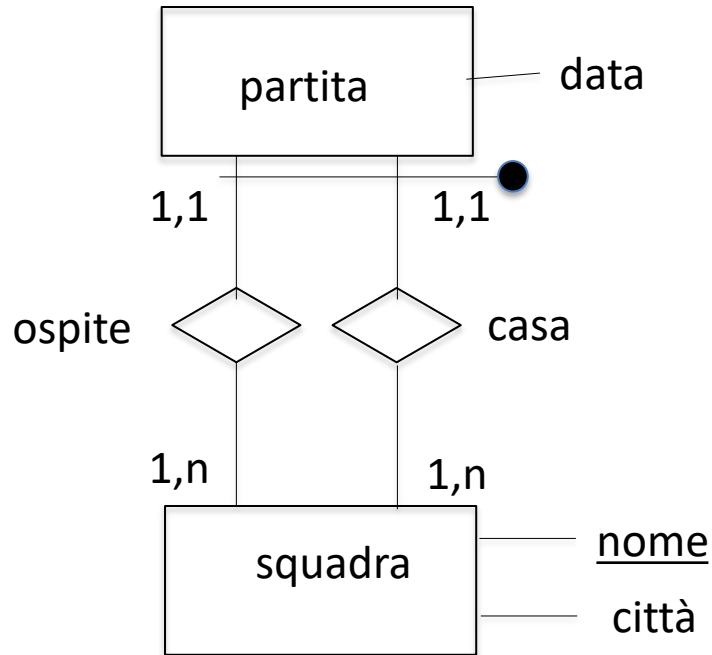 partita
data
1,1
1,1
ospite
casa
1,n
1,n
squadra
nome
città